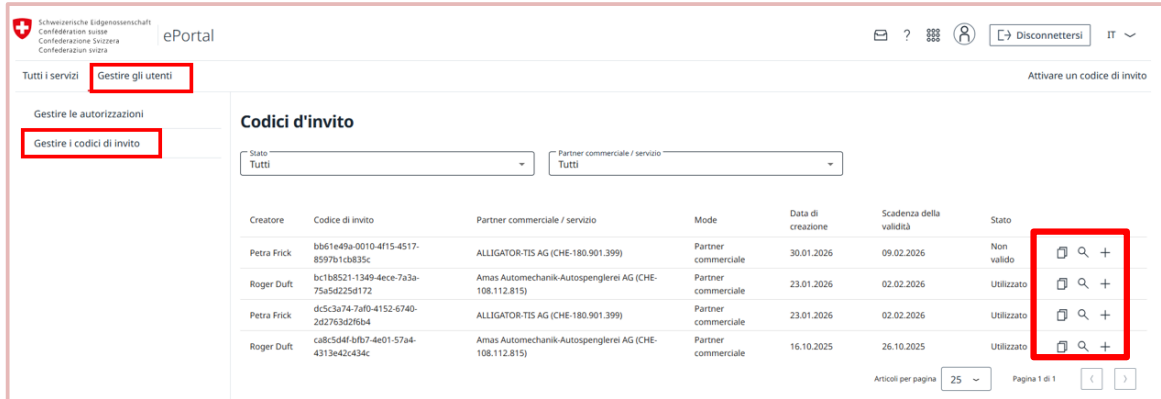 Schweizerische Eidgenossenschaft
Confédération suisse
Confederazione Svizzera
Confederaziun svizra
ePortal
? Disconnettersi IT
Tutti i servizi Gestire gli utenti Attivare un codice di invito
Gestire le autorizzazioni
Gestire i codici di invito
Codici d'invito
Stato
Tutti
Partner commerciale / servizio
Tutti
Creatore Codice di invito Partner commerciale / servizio Mode Data di creazione Scadenza della validità Stato
Petra Frick bb61e49a-0010-4f15-4517-8597b1cb835c ALLIGATOR-TIS AG (CHE-180.901.399) Partner commerciale 30.01.2026 09.02.2026 Non valido
Roger Duft bc1b8521-1349-4ece-7a3a-75a5d225d172 Amas Automechanik-Autospenglerei AG (CHE-108.112.815) Partner commerciale 23.01.2026 02.02.2026 Utilizzato
Petra Frick dc5c3a74-7af0-4152-6740-2d2763d2f6b4 ALLIGATOR-TIS AG (CHE-180.901.399) Partner commerciale 23.01.2026 02.02.2026 Utilizzato
Roger Duft ca8c5d4f-bfb7-4e01-57a4-4313e42c434c Amas Automechanik-Autospenglerei AG (CHE-108.112.815) Partner commerciale 16.10.2025 26.10.2025 Utilizzato
Articoli per pagina 25 Pagina 1 di 1